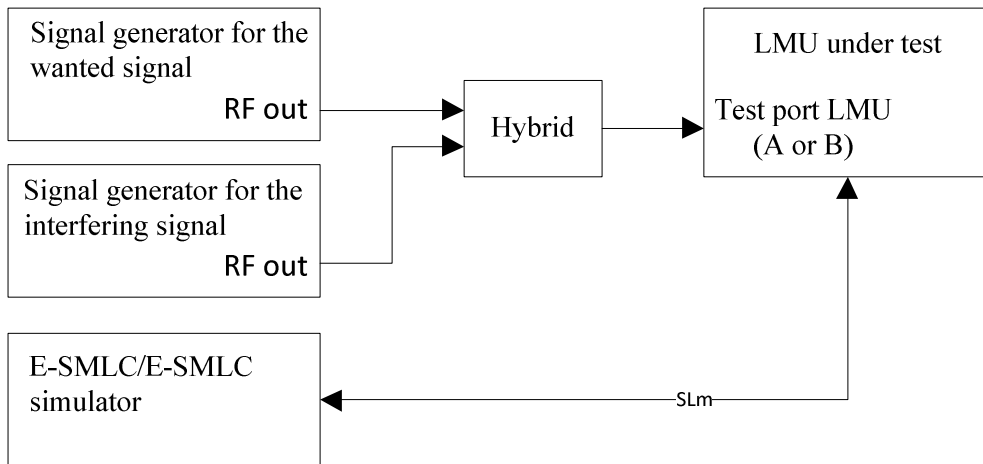 Signal generator for the
wanted signal
RF out
Signal generator for the
interfering signal
RF out
Hybrid
LMU under test
Test port LMU
(A or B)
E-SMLC/E-SMLC
simulator
SLm